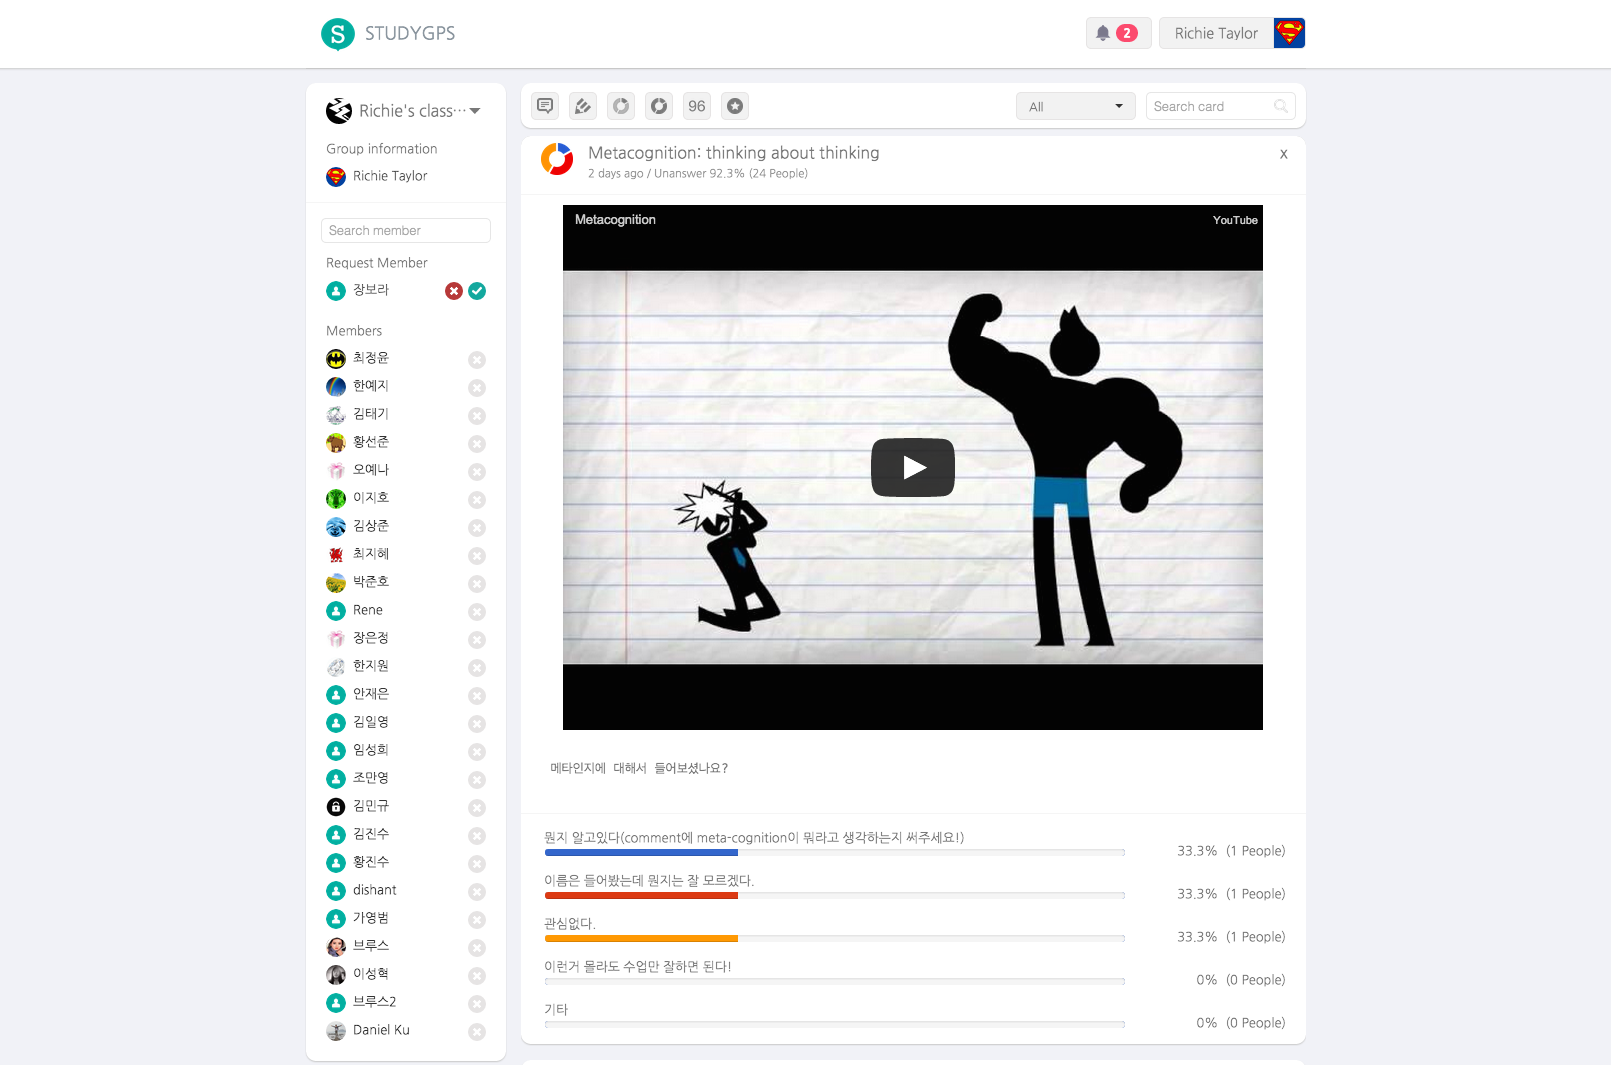 S STUDYGPS
2
Richie Taylor
Richie's class…
Group information
Richie Taylor
Search member
Request Member
장보라
Members
최정윤
한예지
김태기
황선준
오예나
이지호
김상준
최지혜
박준호
Rene
장은정
한지원
안재은
김일영
임성희
조만영
김민규
김진수
황진수
dishant
가영범
브루스
이성혁
브루스2
Daniel Ku
96
All
Search card
Metacognition: thinking about thinking
X
2 days ago / Unanswer 92.3% (24 People)
Metacognition
YouTube
메타인지에 대해서 들어보셨나요?
뭔지 알고있다(comment에 meta-cognition이 뭐라고 생각하는지 써주세요!)
33.3% (1 People)
이름은 들어봤는데 뭔지는 잘 모르겠다.
33.3% (1 People)
관심없다.
33.3% (1 People)
이런거 몰라도 수업만 잘하면 된다!
0% (0 People)
기타
0% (0 People)